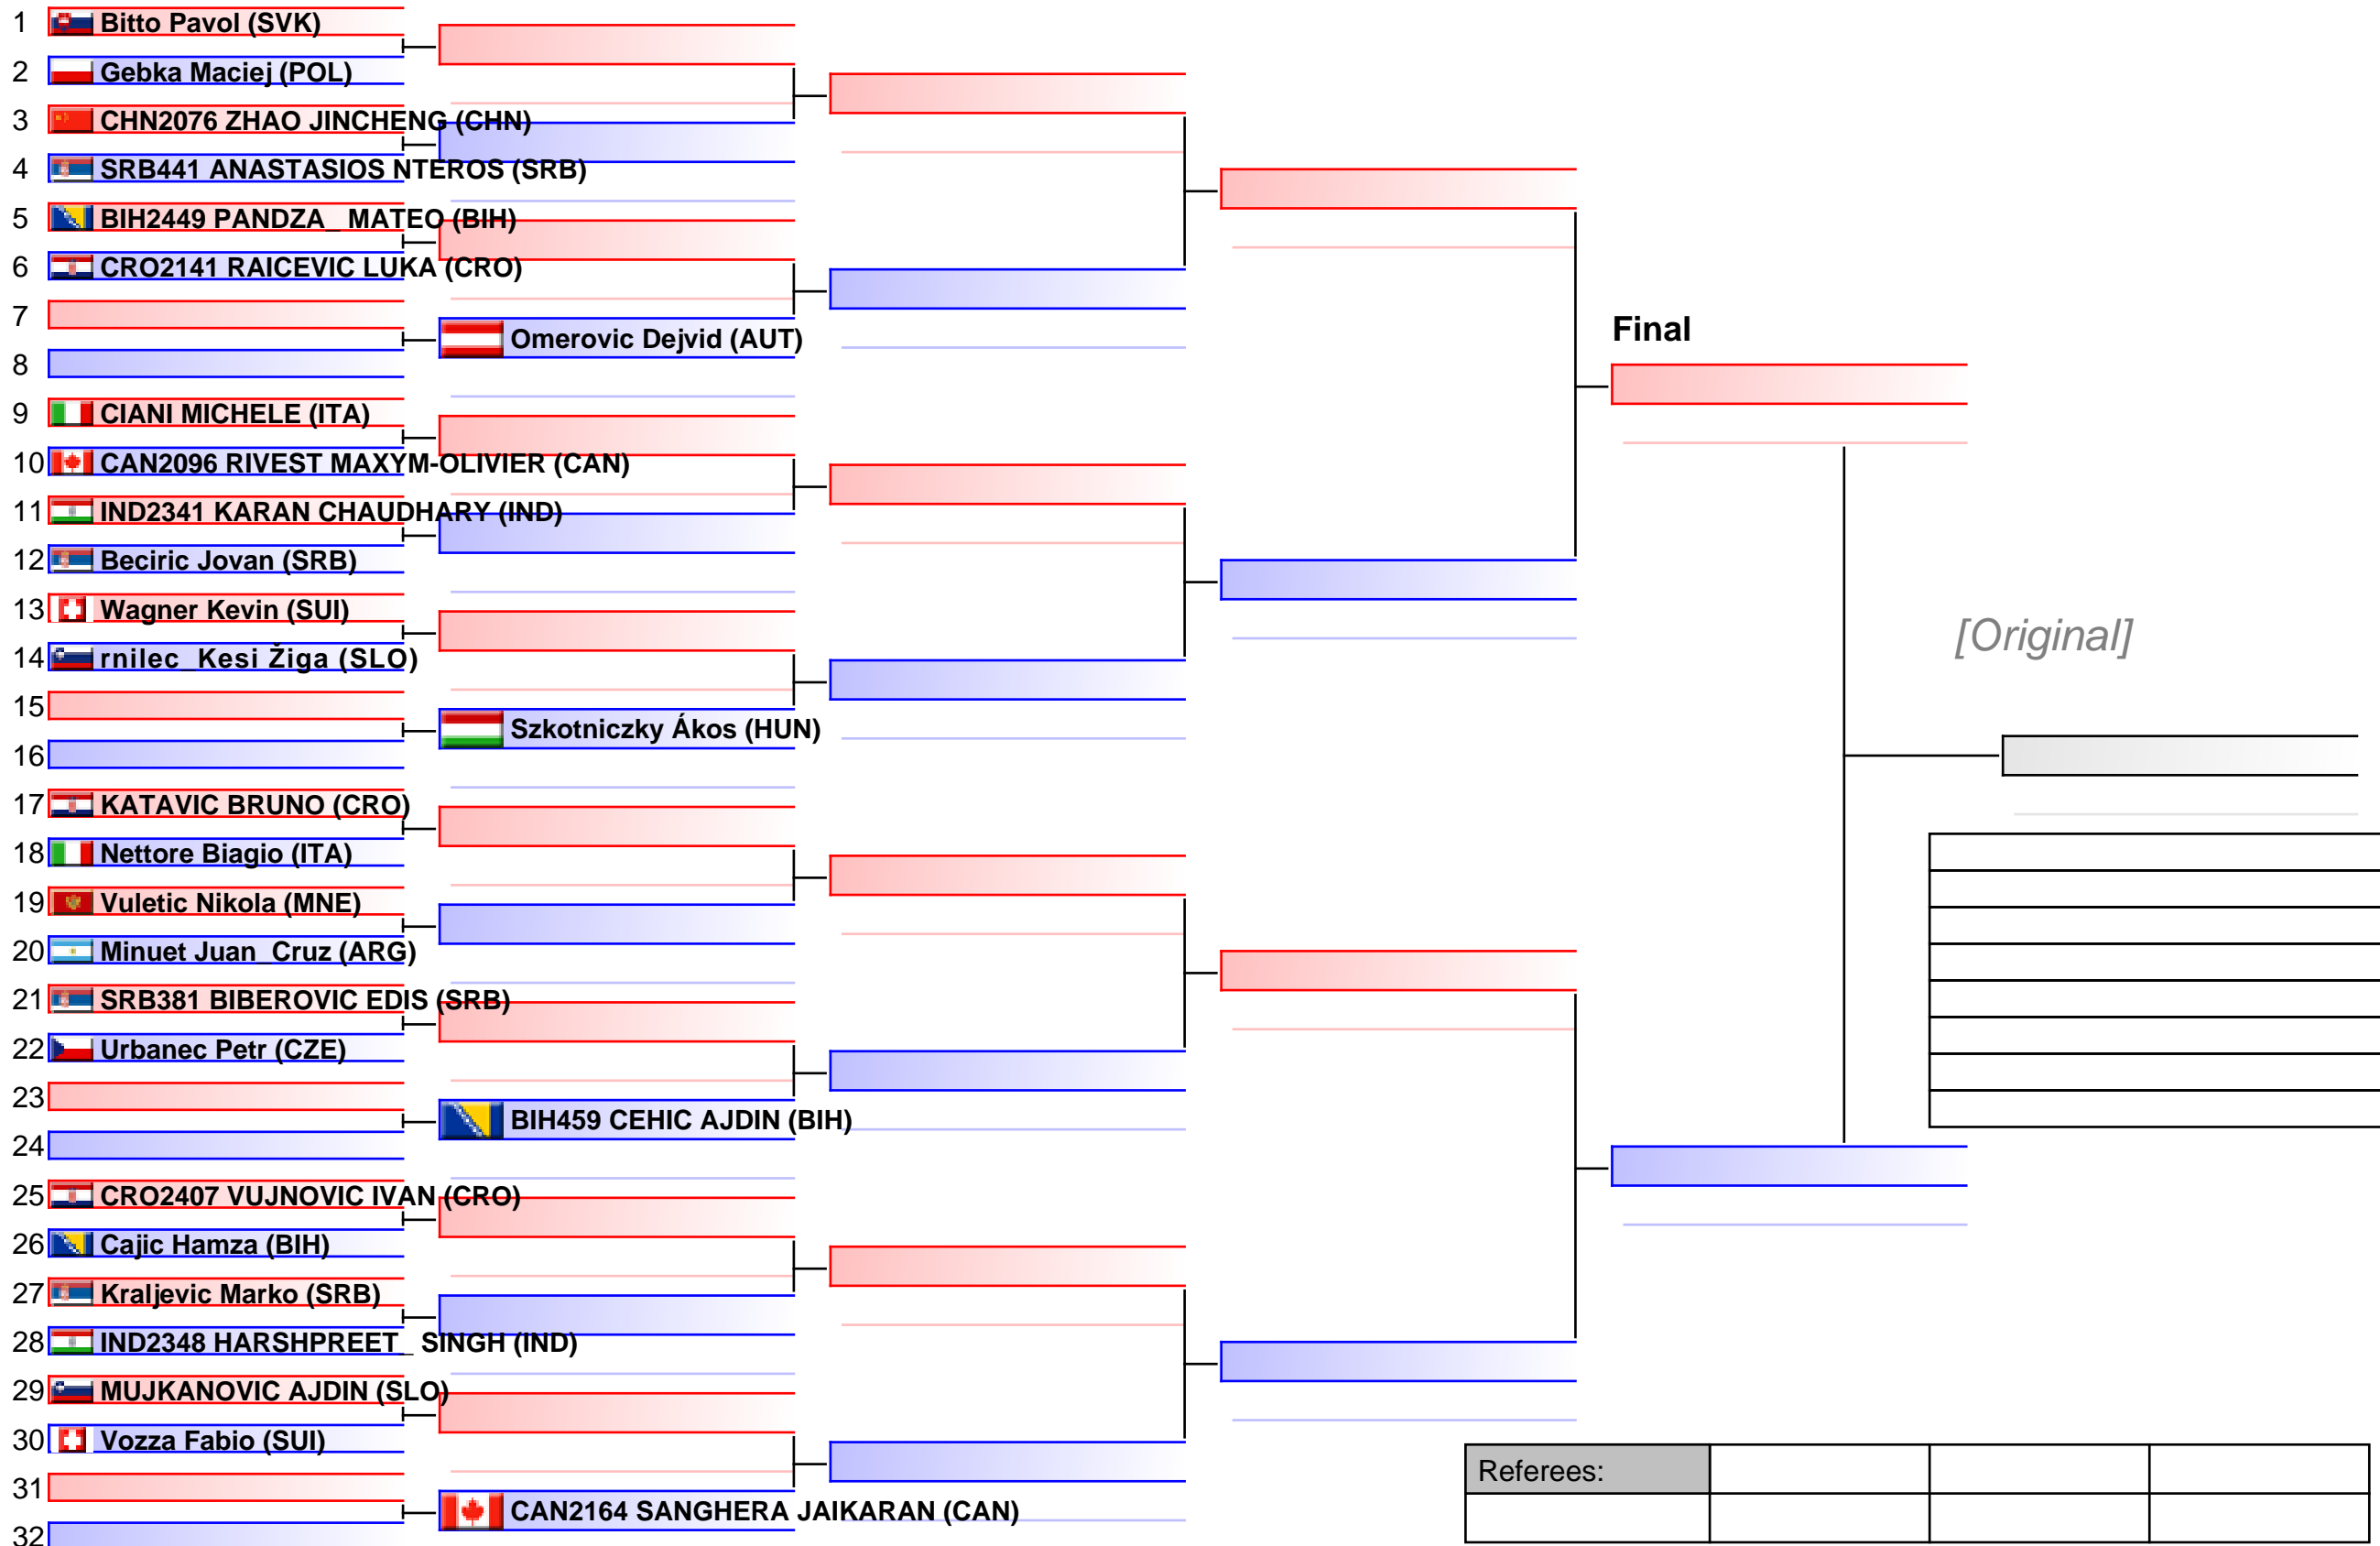 1 Bitto Pavol (SVK)
2 Gebka Maciej (POL)
3 CHN2076 ZHAO JINCHENG (CHN)
4 SRB441 ANASTASIOS NTEROS (SRB)
5 BIH2449 PANDZA_ MATEO (BIH)
6 CRO2141 RAICEVIC LUKA (CRO)
7
Omerovic Dejvid (AUT)
8
Final
9 CIANI MICHELE (ITA)
10 CAN2096 RIVEST MAXYM-OLIVIER (CAN)
11 IND2341 KARAN CHAUDHARY (IND)
12 Beciric Jovan (SRB)
13 Wagner Kevin (SUI)
[Original]
14 rnilec_Kesi Žiga (SLO)
15
Szkotniczky Ákos (HUN)
16
17 KATAVIC BRUNO (CRO)
18 Nettore Biagio (ITA)
19 Vuletic Nikola (MNE)
20 Minuet Juan_Cruz (ARG)
21 SRB381 BIBEROVIC EDIS (SRB)
22 Urbanec Petr (CZE)
23
BIH459 CEHIC AJDIN (BIH)
24
25 CRO2407 VUJNOVIC IVAN (CRO)
26 Cajic Hamza (BIH)
27 Kraljevic Marko (SRB)
28 IND2348 HARSHPREET_ SINGH (IND)
29 MUJKANOVIC AJDIN (SLO)
30 Vozza Fabio (SUI)
Referees:
31
CAN2164 SANGHERA JAIKARAN (CAN)
32